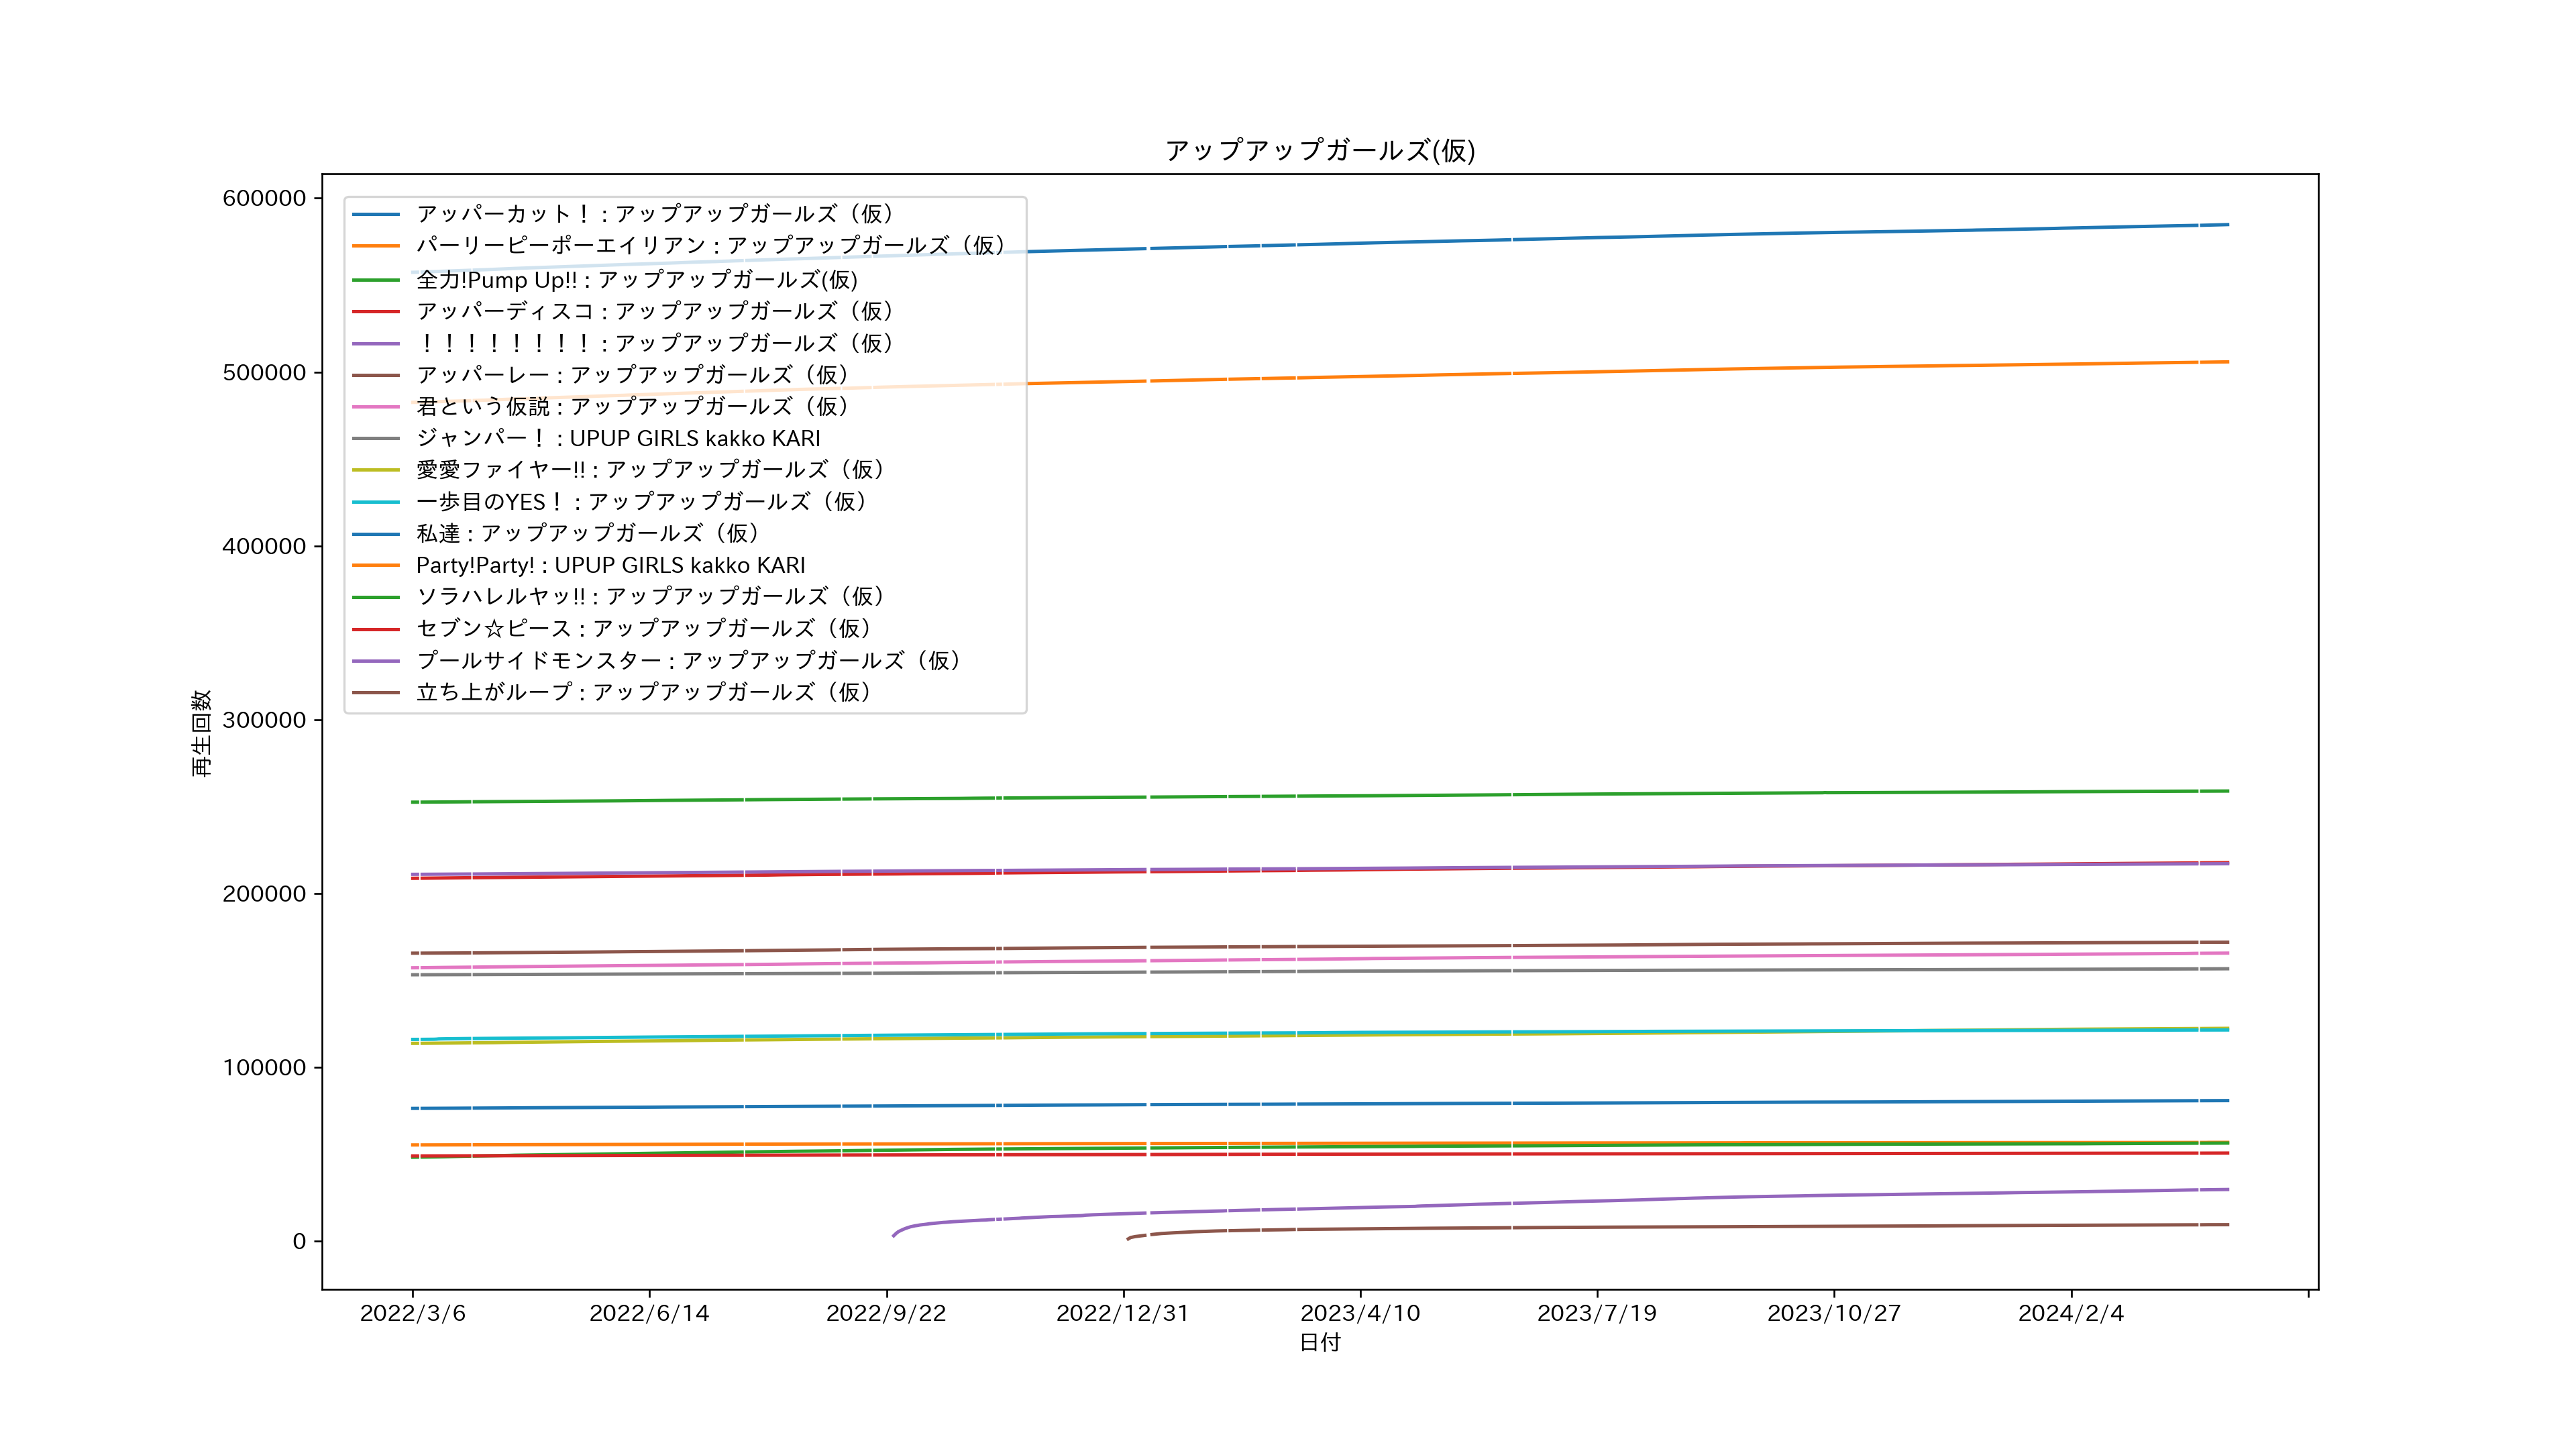 アップアップガールズ(仮)
600000
500000
400000
300000
200000
100000
0
再生回数
アッパーカット！ : アップアップガールズ（仮）
パーリーピーポーエイリアン : アップアップガールズ（仮）
全力!Pump Up!! : アップアップガールズ(仮)
アッパーディスコ : アップアップガールズ（仮）
！！！！！！！！ : アップアップガールズ（仮）
アッパーレー : アップアップガールズ（仮）
君という仮説 : アップアップガールズ（仮）
ジャンパー！ : UPUP GIRLS kakko KARI
愛愛ファイヤー!! : アップアップガールズ（仮）
一歩目のYES！ : アップアップガールズ（仮）
私達 : アップアップガールズ（仮）
Party!Party! : UPUP GIRLS kakko KARI
ソラハレルヤッ!! : アップアップガールズ（仮）
セブン☆ピース : アップアップガールズ（仮）
プールサイドモンスター : アップアップガールズ（仮）
立ち上がループ : アップアップガールズ（仮）
2022/3/6 2022/6/14 2022/9/22 2022/12/31 2023/4/10 2023/7/19 2023/10/27 2024/2/4
日付